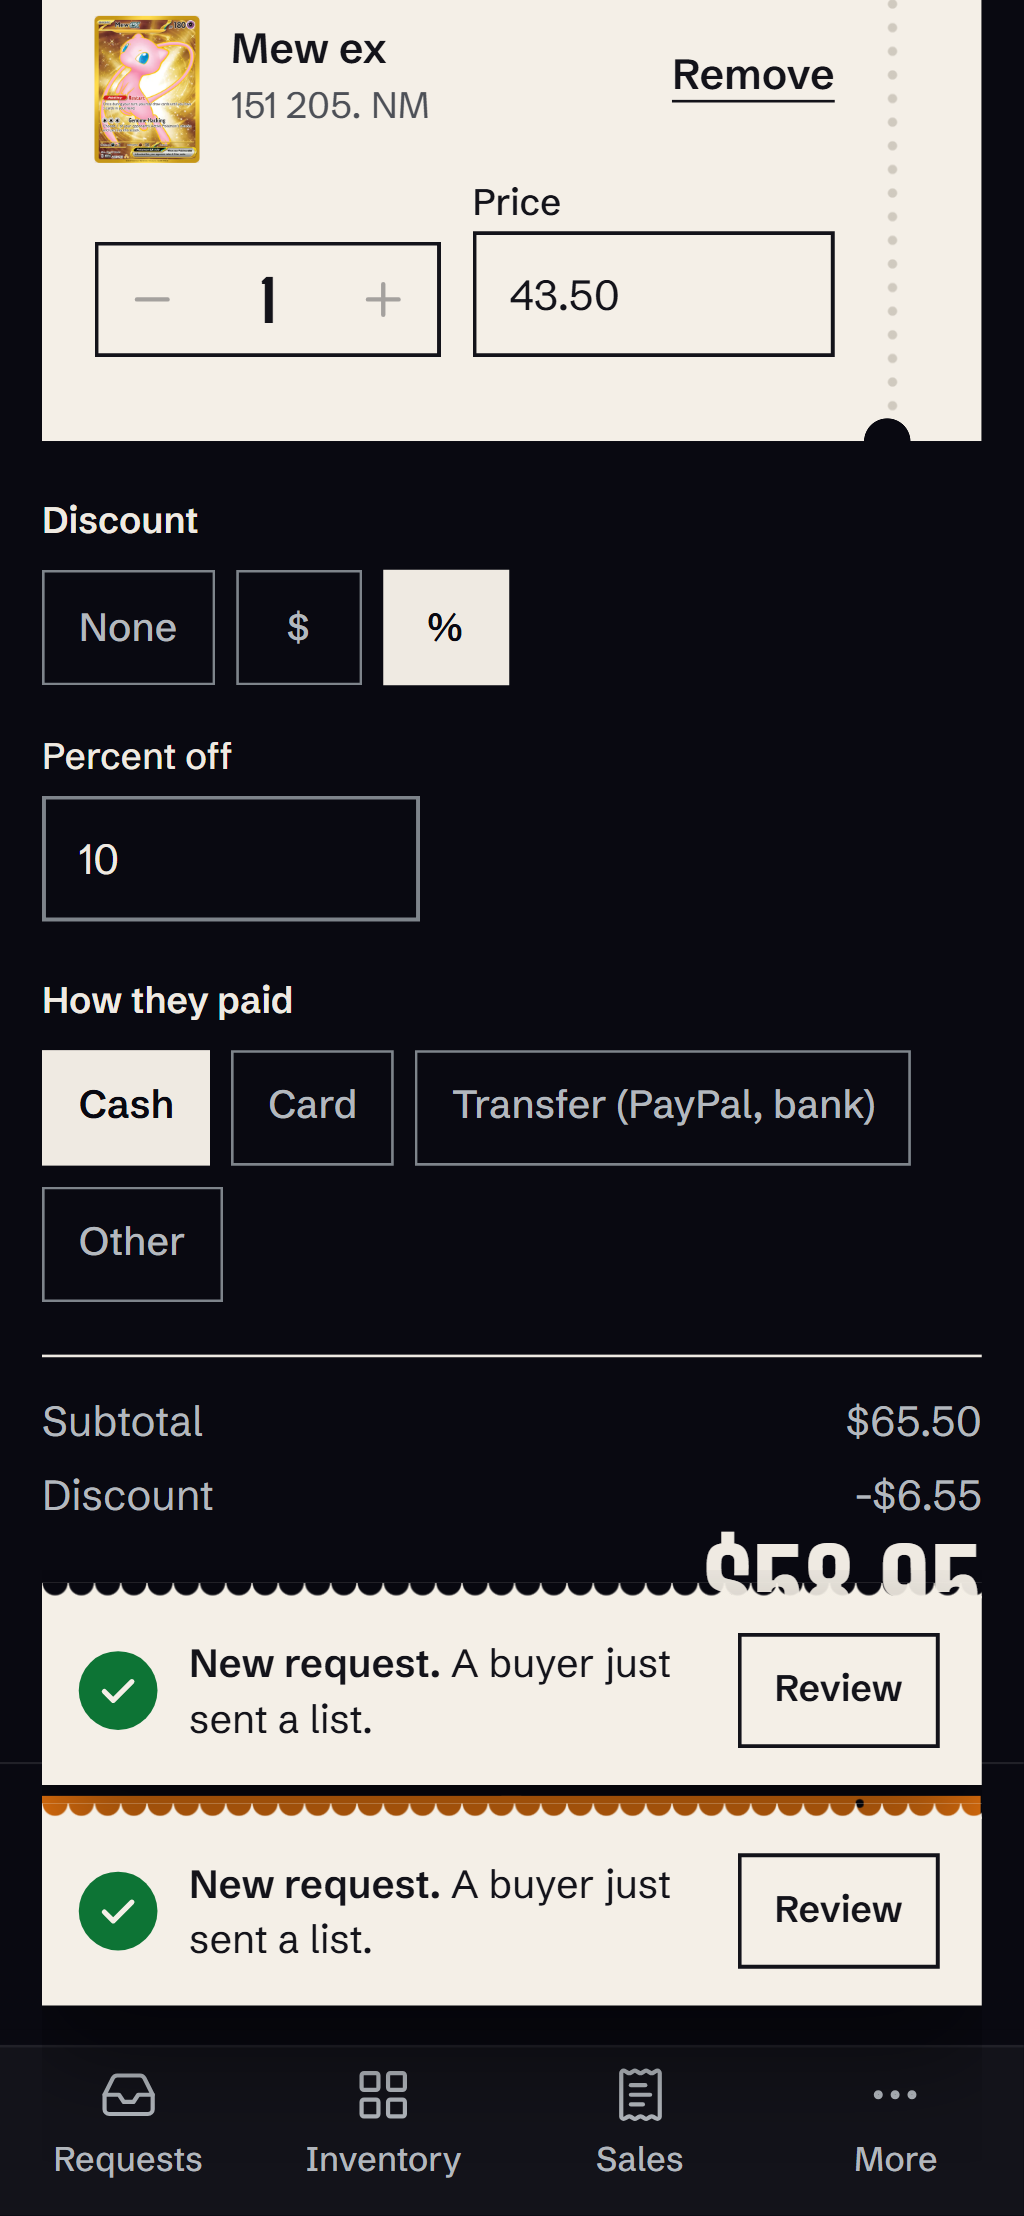 Mew ex
151 205. NM
Remove
Price
1
43.50
Discount
None
$
%
Percent off
10
How they paid
Cash
Card
Transfer (PayPal, bank)
Other
Subtotal
$65.50
Discount
-$6.55
$58.95
New request. A buyer just
sent a list.
Review
New request. A buyer just
sent a list.
Review
Requests
Inventory
Sales
More